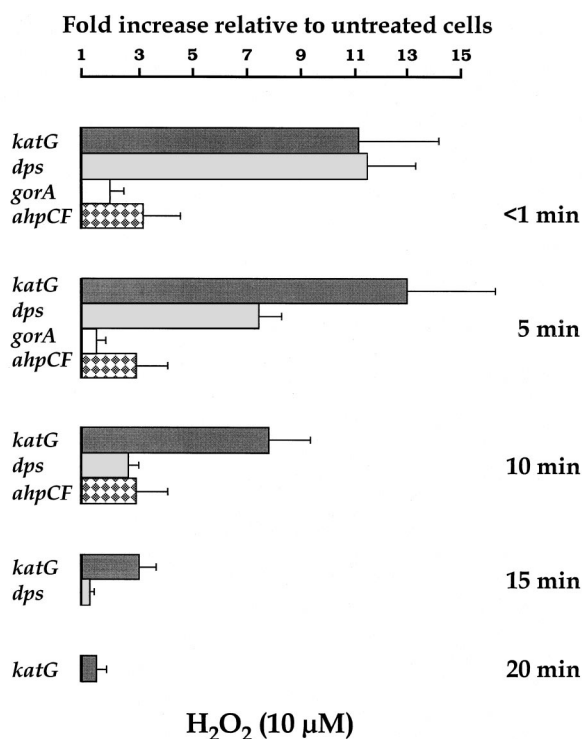 Fold increase relative to untreated cells
1 3 5 7 9 11 13 15
katG
dps
gorA
ahpCF
<1 min
katG
dps
gorA
ahpCF
5 min
katG
dps
ahpCF
10 min
katG
dps
15 min
katG
20 min
H₂O₂ (10 μM)